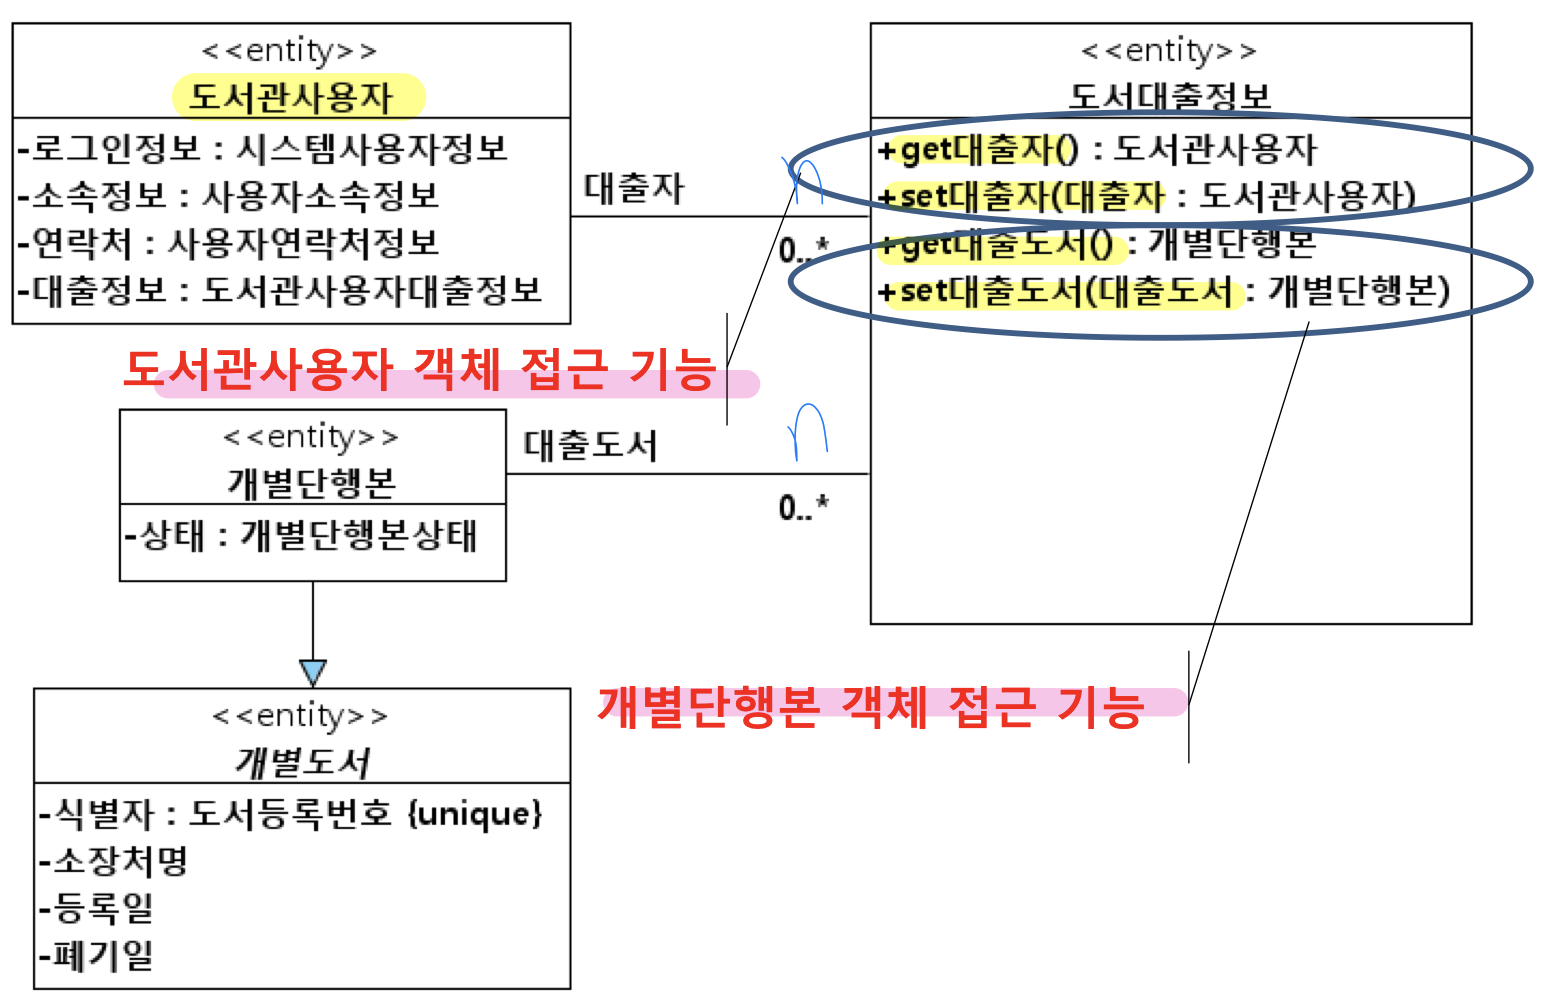 <<entity>>
도서관사용자
-로그인정보 : 시스템사용자정보
-소속정보 : 사용자소속정보
-연락처 : 사용자연락처정보
-대출정보 : 도서관사용자대출정보
대출자
n
0..*
<<entity>>
도서대출정보
+get대출자() : 도서관사용자
+set대출자(대출자 : 도서관사용자)
+get대출도서() : 개별단행본
+set대출도서(대출도서 : 개별단행본)
도서관사용자 객체 접근 기능
<<entity>>
개별단행본
-상태 : 개별단행본상태
대출도서
n
0..*
개별단행본 객체 접근 기능
<<entity>>
개별도서
-식별자 : 도서등록번호 {unique}
-소장처명
-등록일
-폐기일